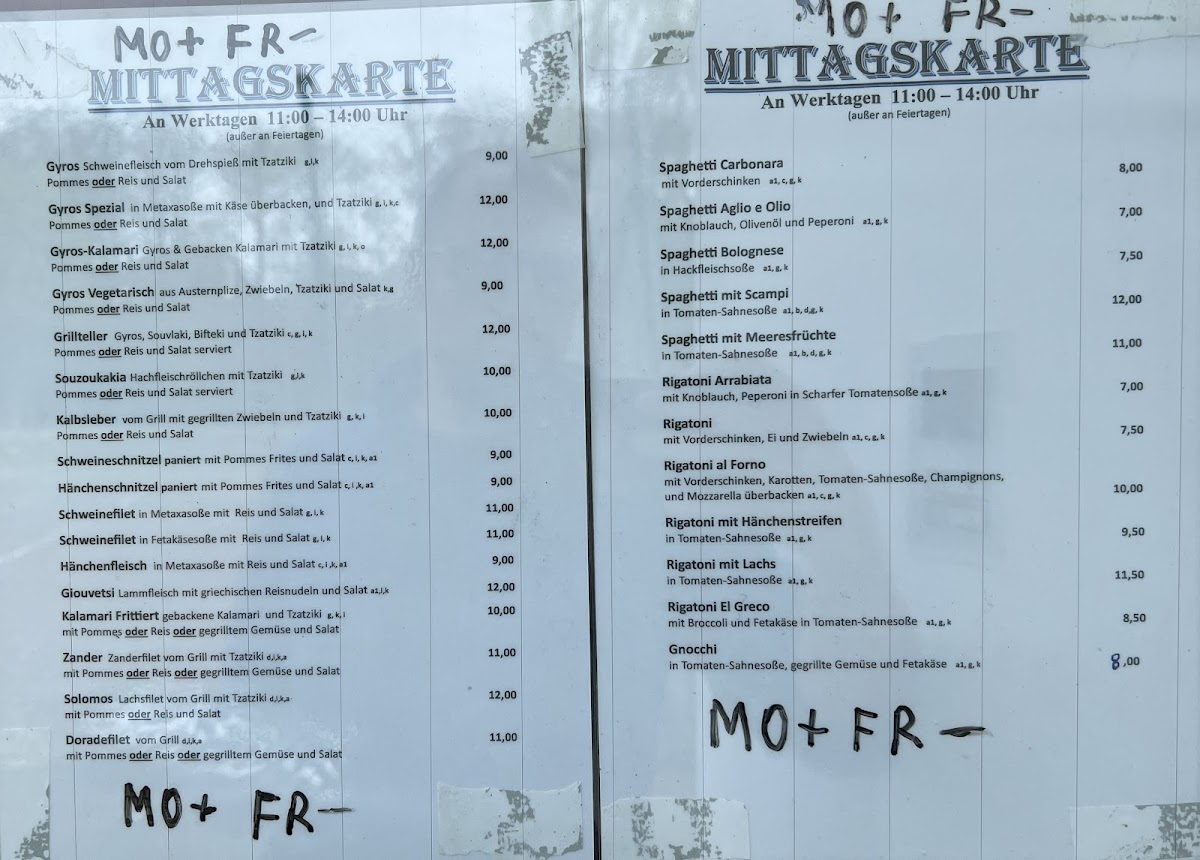 MO+ FR-
MITTAGSKARTE
An Werktagen 11:00 – 14:00 Uhr
(außer an Feiertagen)
Gyros Schweinefleisch vom Drehspieß mit Tzatziki g,i,k 9,00
Pommes oder Reis und Salat
Gyros Spezial in Metaxasoße mit Käse überbacken, und Tzatziki g, i, k,c 12,00
Pommes oder Reis und Salat
Gyros-Kalamari Gyros & Gebacken Kalamari mit Tzatziki g, i, k, o 12,00
Pommes oder Reis und Salat
Gyros Vegetarisch aus Austernplize, Zwiebeln, Tzatziki und Salat k,g 9,00
Pommes oder Reis und Salat
Grillteller Gyros, Souvlaki, Bifteki und Tzatziki c, g, i, k 12,00
Pommes oder Reis und Salat serviert
Souzoukakia Hachfleischröllchen mit Tzatziki g,i,k 10,00
Pommes oder Reis und Salat serviert
Kalbsleber vom Grill mit gegrillten Zwiebeln und Tzatziki g, k, i 10,00
Pommes oder Reis und Salat
Schweineschnitzel paniert mit Pommes Frites und Salat c, i, k, a1 9,00
Hänchenschnitzel paniert mit Pommes Frites und Salat c, i ,k, a1 9,00
Schweinefilet in Metaxasoße mit Reis und Salat g, i, k 11,00
Schweinefilet in Fetakäsesoße mit Reis und Salat g, i, k 11,00
Hänchenfleisch in Metaxasoße mit Reis und Salat c, i ,k, a1 9,00
Giouvetsi Lammfleisch mit griechischen Reisnudeln und Salat a1,i,k 12,00
Kalamari Frittiert gebackene Kalamari und Tzatziki g, k, i 10,00
mit Pommes oder Reis oder gegrilltem Gemüse und Salat
Zander Zanderfilet vom Grill mit Tzatziki d,i,k,a 11,00
mit Pommes oder Reis oder gegrilltem Gemüse und Salat
Solomos Lachsfilet vom Grill mit Tzatziki d,i,k,a 12,00
mit Pommes oder Reis und Salat
Doradefilet vom Grill d,i,k,a 11,00
mit Pommes oder Reis oder gegrilltem Gemüse und Salat
MO+ FR-
MO+ FR-
MITTAGSKARTE
An Werktagen 11:00 – 14:00 Uhr
(außer an Feiertagen)
Spaghetti Carbonara 8,00
mit Vorderschinken a1, c, g, k
Spaghetti Aglio e Olio 7,00
mit Knoblauch, Olivenöl und Peperoni a1, g, k
Spaghetti Bolognese 7,50
in Hackfleischsoße a1, g, k
Spaghetti mit Scampi 12,00
in Tomaten-Sahnesoße a1, b, d,g, k
Spaghetti mit Meeresfrüchte 11,00
in Tomaten-Sahnesoße a1, b, d, g, k
Rigatoni Arrabiata 7,00
mit Knoblauch, Peperoni in Scharfer Tomatensoße a1, g, k
Rigatoni 7,50
mit Vorderschinken, Ei und Zwiebeln a1, c, g, k
Rigatoni al Forno
mit Vorderschinken, Karotten, Tomaten-Sahnesoße, Champignons, 10,00
und Mozzarella überbacken a1, c, g, k
Rigatoni mit Hänchenstreifen 9,50
in Tomaten-Sahnesoße a1, g, k
Rigatoni mit Lachs 11,50
in Tomaten-Sahnesoße a1, g, k
Rigatoni El Greco 8,50
mit Broccoli und Fetakäse in Tomaten-Sahnesoße a1, g, k
Gnocchi 8,00
in Tomaten-Sahnesoße, gegrillte Gemüse und Fetakäse a1, g, k
MO+ FR-